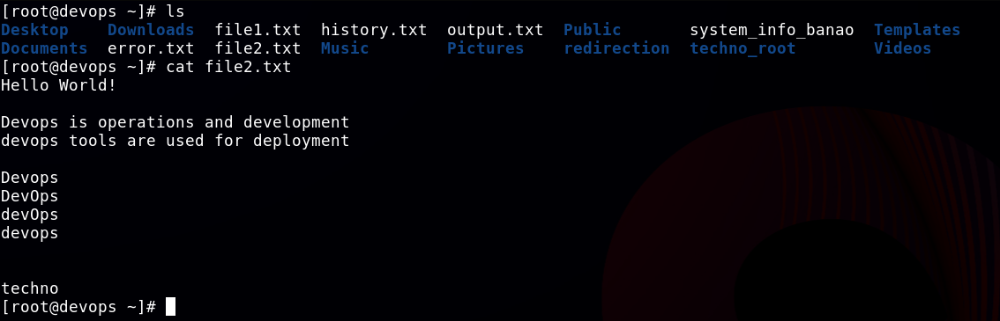 [root@devops ~]# ls
Desktop    Downloads  file1.txt  history.txt  output.txt  Public       system_info_banao  Templates
Documents  error.txt  file2.txt  Music        Pictures    redirection  techno_root        Videos
[root@devops ~]# cat file2.txt
Hello World!

Devops is operations and development
devops tools are used for deployment

Devops
DevOps
devOps
devops


techno
[root@devops ~]#